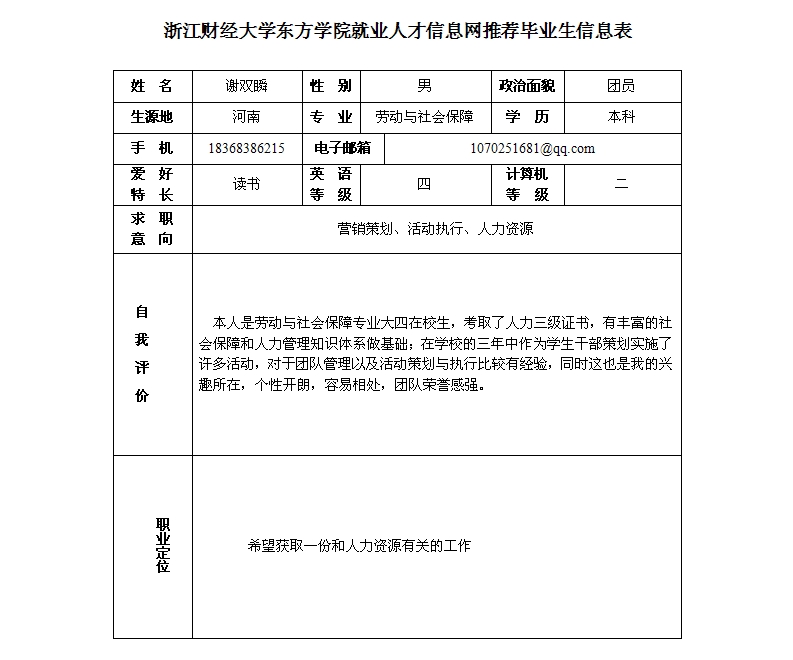 浙江财经大学东方学院就业人才信息网推荐毕业生信息表
姓 名 谢双瞬 性 别 男 政治面貌 团员
生源地 河南 专 业 劳动与社会保障 学 历 本科
手 机 18368386215 电子邮箱 1070251681@qq.com
爱 好 特 长 读书 英 语 等 级 四 计算机 等 级 二
求 职 意 向 营销策划、活动执行、人力资源
自我评价
本人是劳动与社会保障专业大四在校生，考取了人力三级证书，有丰富的社
会保障和人力管理知识体系做基础；在学校的三年中作为学生干部策划实施了
许多活动，对于团队管理以及活动策划与执行比较有经验，同时这也是我的兴
趣所在，个性开朗，容易相处，团队荣誉感强。
职业定位
希望获取一份和人力资源有关的工作